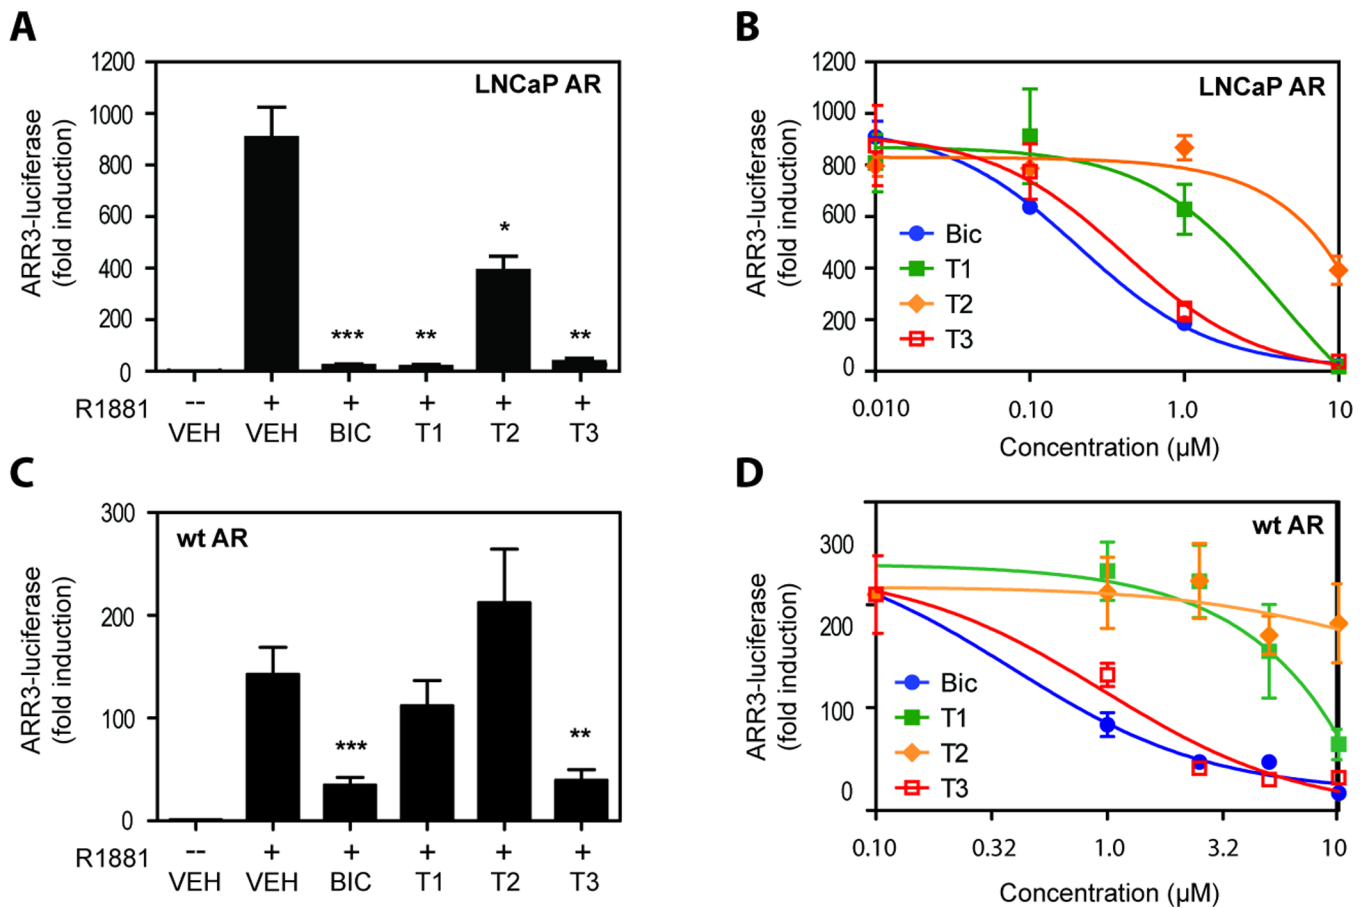 A
LNCaP AR
ARR3-luciferase
(fold induction)
1200
1000
800
600
400
200
0
*
***
**
**
R1881
--
+
+
+
+
+
VEH
VEH
BIC
T1
T2
T3
B
LNCaP AR
ARR3-luciferase
(fold induction)
1200
1000
800
600
400
200
0
Bic
T1
T2
T3
0.010
0.10
1.0
10
Concentration (µM)
C
wt AR
ARR3-luciferase
(fold induction)
300
200
100
0
***
**
R1881
--
+
+
+
+
+
VEH
VEH
BIC
T1
T2
T3
D
wt AR
ARR3-luciferase
(fold induction)
300
200
100
0
Bic
T1
T2
T3
0.10
0.32
1.0
3.2
10
Concentration (µM)